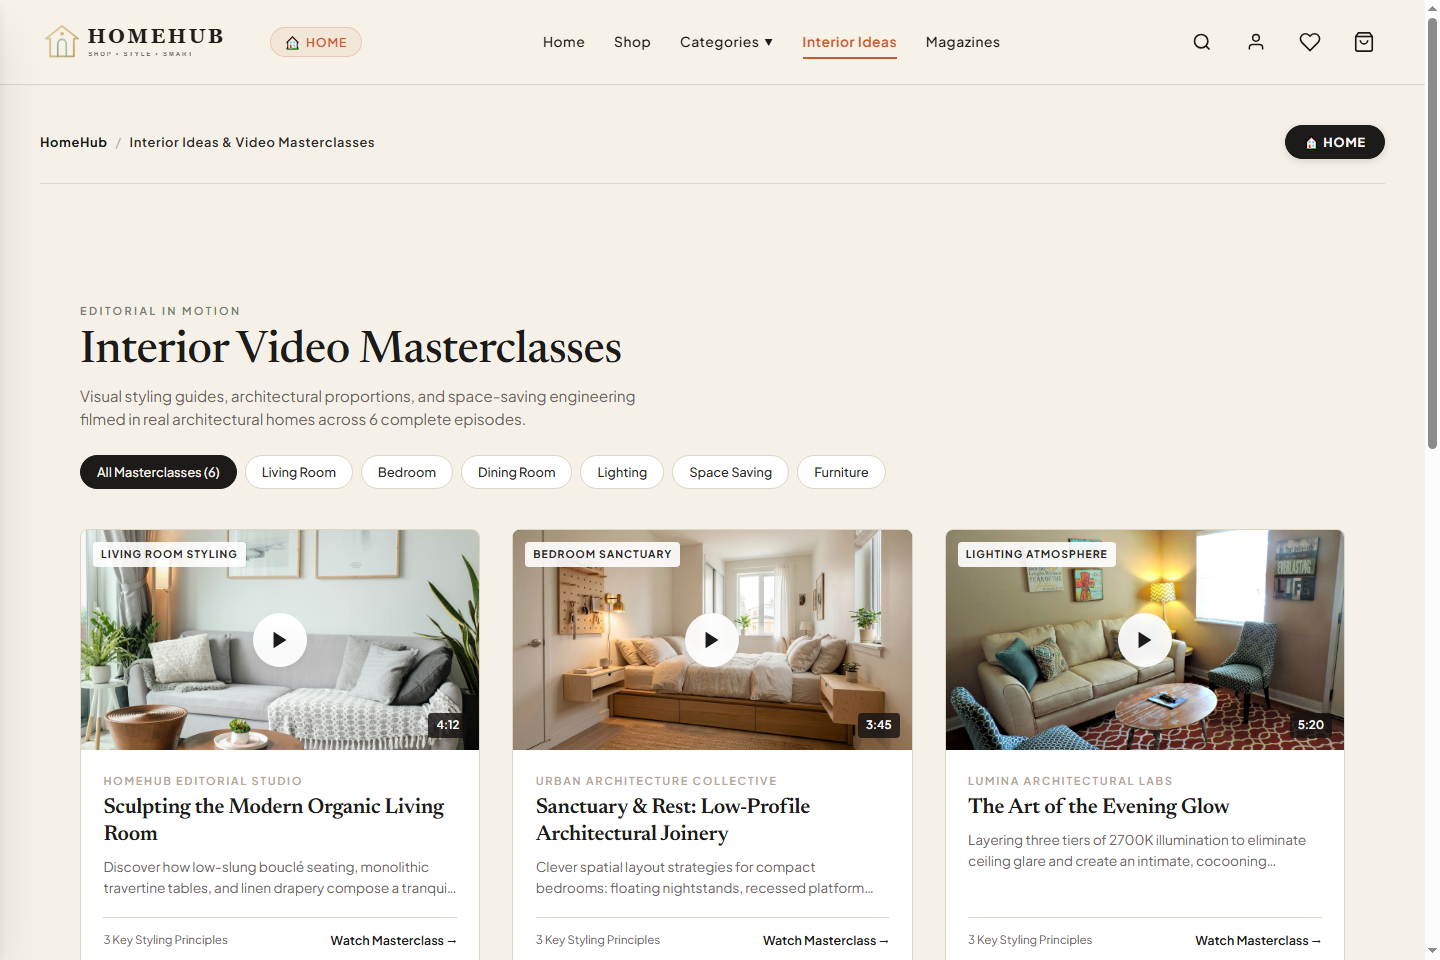 HOMEHUB
SHOP • STYLE • SMART
HOME
Home
Shop
Categories ▼
Interior Ideas
Magazines
HomeHub / Interior Ideas & Video Masterclasses
HOME
EDITORIAL IN MOTION
Interior Video Masterclasses
Visual styling guides, architectural proportions, and space-saving engineering
filmed in real architectural homes across 6 complete episodes.
All Masterclasses (6)
Living Room
Bedroom
Dining Room
Lighting
Space Saving
Furniture
LIVING ROOM STYLING
4:12
HOMEHUB EDITORIAL STUDIO
Sculpting the Modern Organic Living
Room
Discover how low-slung bouclé seating, monolithic
travertine tables, and linen drapery compose a tranqui...
3 Key Styling Principles
Watch Masterclass →
BEDROOM SANCTUARY
3:45
URBAN ARCHITECTURE COLLECTIVE
Sanctuary & Rest: Low-Profile
Architectural Joinery
Clever spatial layout strategies for compact
bedrooms: floating nightstands, recessed platform...
3 Key Styling Principles
Watch Masterclass →
LIGHTING ATMOSPHERE
EVERLASTING
5:20
LUMINA ARCHITECTURAL LABS
The Art of the Evening Glow
Layering three tiers of 2700K illumination to eliminate
ceiling glare and create an intimate, cocooning...
3 Key Styling Principles
Watch Masterclass →